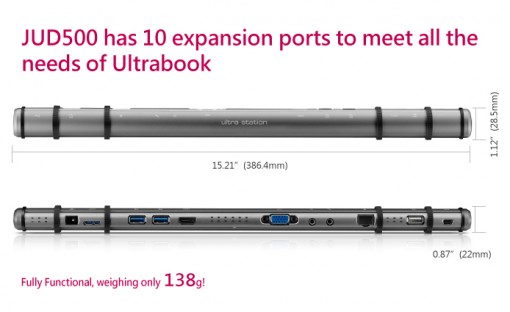 JUD500 has 10 expansion ports to meet all the
needs of Ultrabook
ultra station
15.21" (386.4mm)
1.12" (28.5mm)
0.87" (22mm)
Fully Functional, weighing only 138g!